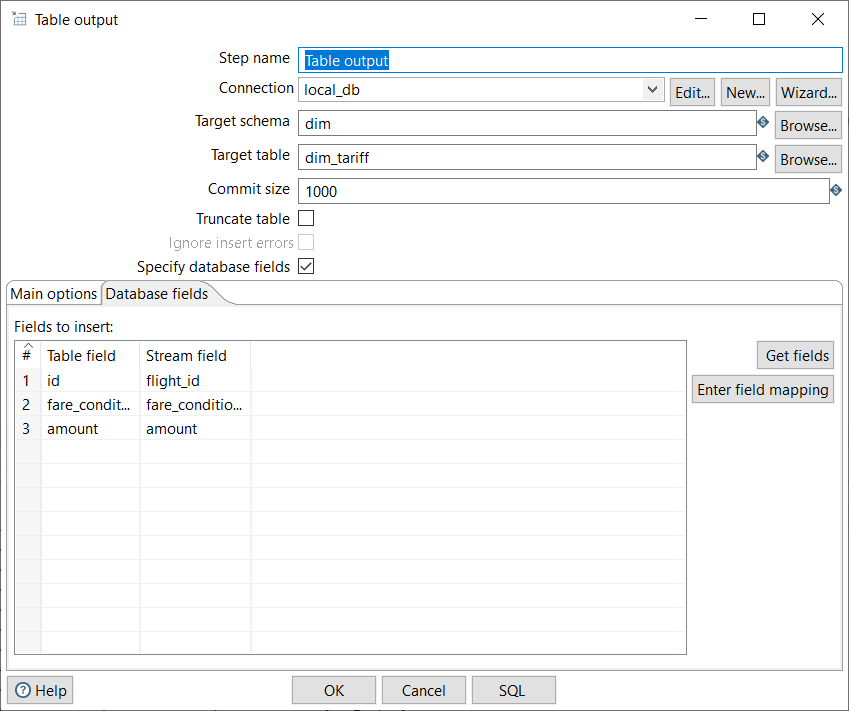 Table output
Step name Table output
Connection local_db Edit... New... Wizard...
Target schema dim Browse...
Target table dim_tariff Browse...
Commit size 1000
Truncate table
Ignore insert errors
Specify database fields
Main options Database fields
Fields to insert:
# Table field Stream field Get fields
1 id flight_id
Enter field mapping
2 fare_condit... fare_conditio...
3 amount amount
Help OK Cancel SQL